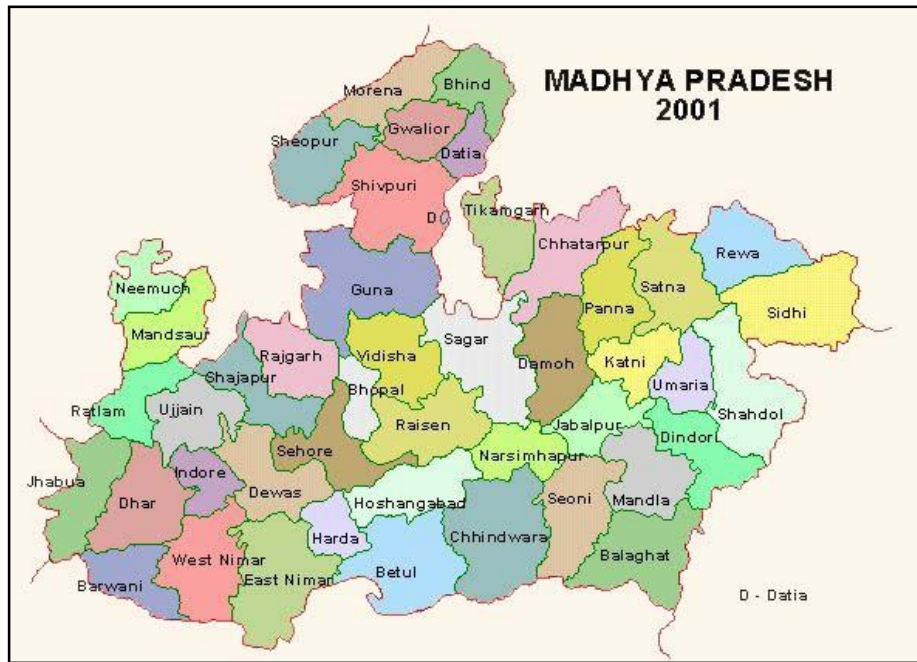 MADHYA PRADESH
2001
Morena
Bhind
Gwalior
Sheopur
Datia
Shivpuri
D
Tikamgarh
Chhatarpur
Rewa
Neemuch
Guna
Panna
Satna
Sidhi
Mandsaur
Rajgarh
Vidisha
Sagar
Damoh
Katni
Shajapur
Bhopal
Umaria
Ratlam
Ujjain
Raisen
Jabalpur
Shahdol
Dindori
Sehore
Narsimhapur
Jhabua
Indore
Dewas
Hoshangabad
Seoni
Mandla
Dhar
Harda
Chhindwara
Balaghat
West Nimar
Barwani
East Nimar
Betul
D - Datia